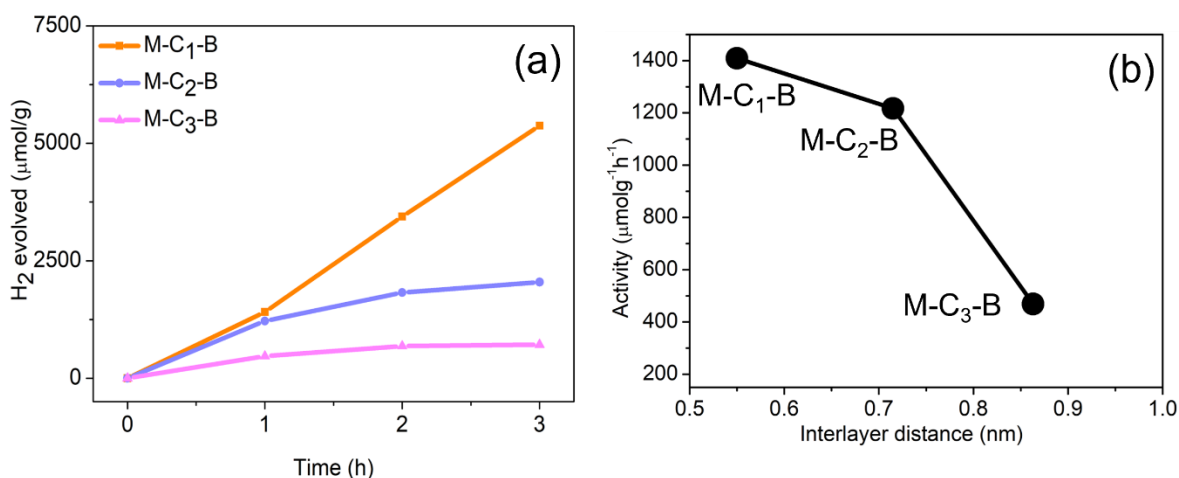 (a)
M-C₁-B
M-C₂-B
M-C₃-B
H₂ evolved (μmol/g)
7500
5000
2500
0
0 1 2 3
Time (h)
(b)
Activity (μmolg⁻¹h⁻¹)
1400
1200
1000
800
600
400
200
M-C₁-B
M-C₂-B
M-C₃-B
0.5 0.6 0.7 0.8 0.9 1.0
Interlayer distance (nm)